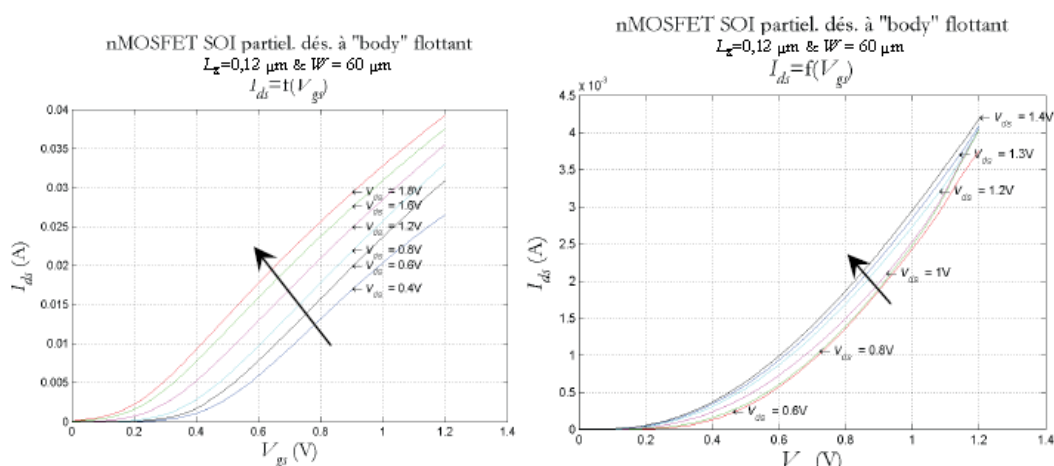 nMOSFET SOI partiel. dés. à "body" flottant
Lg=0,12 µm & W = 60 µm
Ids=f(Vgs)
0.04
0.035
0.03
0.025
0.02
0.015
0.01
0.005
0
Ids (A)
← Vds = 1.8V
← Vds = 1.6V
← Vds = 1.2V
← Vds = 0.8V
← Vds = 0.6V
← Vds = 0.4V
0 0.2 0.4 0.6 0.8 1 1.2 1.4
Vgs (V)
nMOSFET SOI partiel. dés. à "body" flottant
Lg=0,12 µm & W = 60 µm
Ids=f(Vgs)
x 10⁻³
4.5
4
3.5
3
2.5
2
1.5
1
0.5
0
Ids (A)
← Vds = 1.4V
← Vds = 1.3V
← Vds = 1.2V
← Vds = 1V
← Vds = 0.8V
← Vds = 0.6V
0 0.2 0.4 0.6 0.8 1 1.2 1.4
V (V)